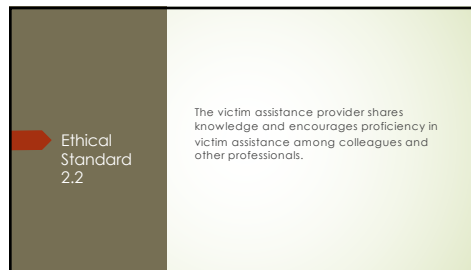 Ethical
Standard
2.2
The victim assistance provider shares
knowledge and encourages proficiency in
victim assistance among colleagues and
other professionals.